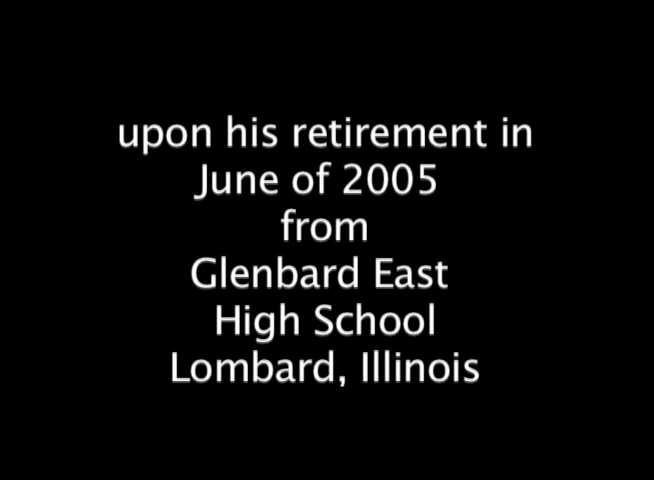 upon his retirement in
June of 2005
from
Glenbard East
High School
Lombard, Illinois